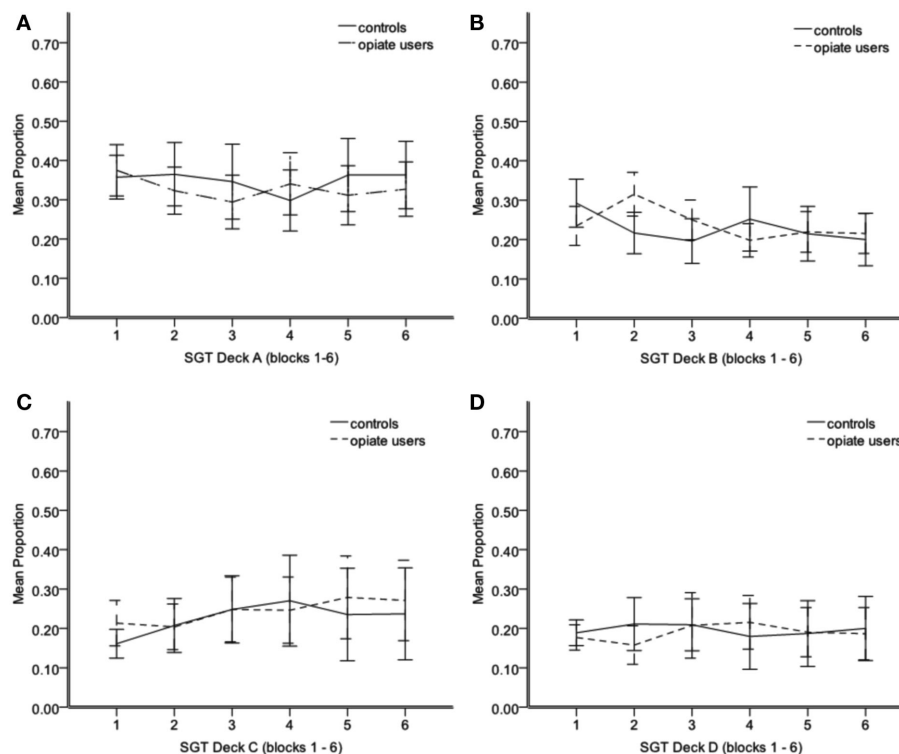 A
controls
opiate users
0.70
0.60
0.50
0.40
0.30
0.20
0.10
0.00
Mean Proportion
1 2 3 4 5 6
SGT Deck A (blocks 1-6)
B
controls
opiate users
0.70
0.60
0.50
0.40
0.30
0.20
0.10
0.00
Mean Proportion
1 2 3 4 5 6
SGT Deck B (blocks 1 - 6)
C
controls
opiate users
0.70
0.60
0.50
0.40
0.30
0.20
0.10
0.00
Mean Proportion
1 2 3 4 5 6
SGT Deck C (blocks 1 - 6)
D
controls
opiate users
0.70
0.60
0.50
0.40
0.30
0.20
0.10
0.00
Mean Proportion
1 2 3 4 5 6
SGT Deck D (blocks 1 - 6)